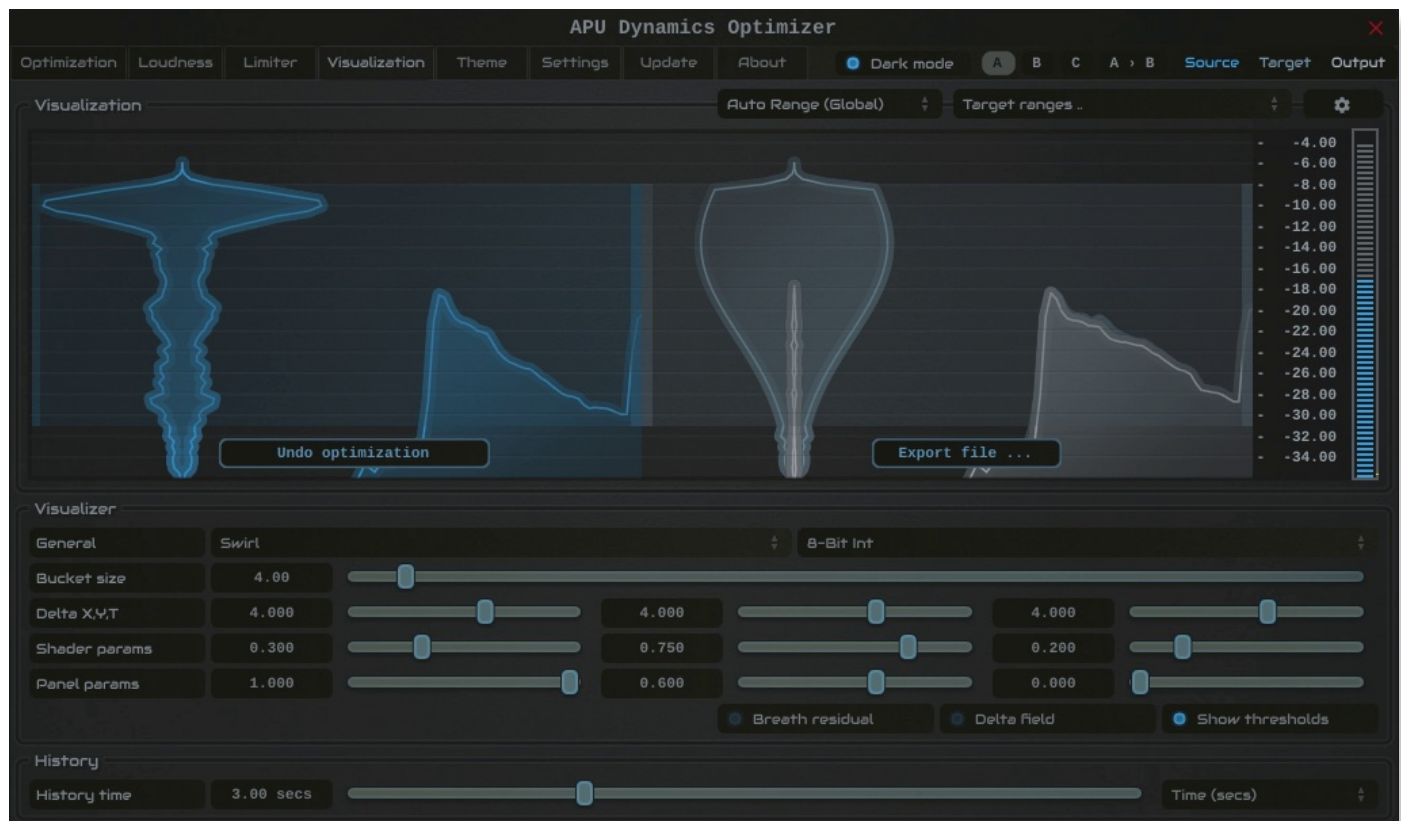 APU Dynamics Optimizer
Optimization Loudness Limiter Visualization Theme Settings Update About Dark mode A B C A › B Source Target Output
Visualization Auto Range (Global) Target ranges ..
- -4.00
- -6.00
- -8.00
- -10.00
- -12.00
- -14.00
- -16.00
- -18.00
- -20.00
- -22.00
- -24.00
- -26.00
- -28.00
- -30.00
- -32.00
- -34.00
Undo optimization Export file ...
Visualizer
General Swirl 8-Bit Int
Bucket size 4.00
Delta X,Y,T 4.000 4.000 4.000
Shader params 0.300 0.750 0.200
Panel params 1.000 0.600 0.000
Breath residual Delta field Show thresholds
History
History time 3.00 secs Time (secs)